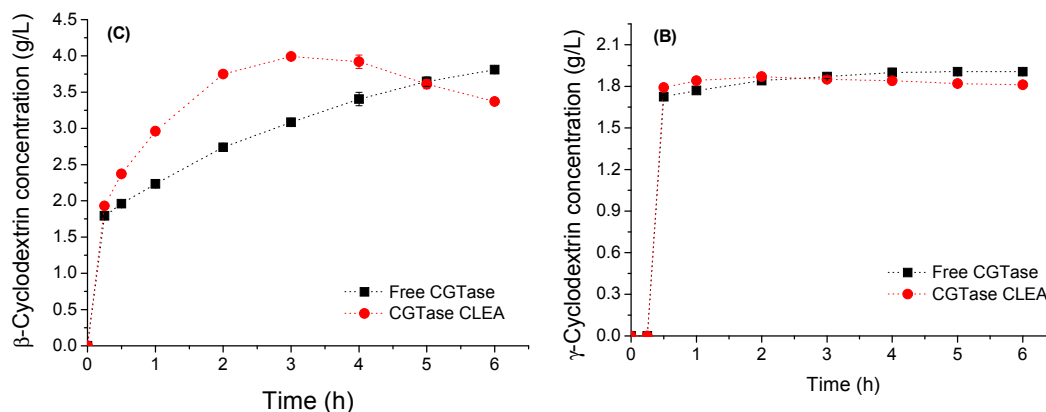 (C)
β-Cyclodextrin concentration (g/L)
4.5
4.0
3.5
3.0
2.5
2.0
1.5
1.0
0.5
0.0
Free CGTase
CGTase CLEA
0 1 2 3 4 5 6
Time (h)
(B)
γ-Cyclodextrin concentration (g/L)
2.1
1.8
1.5
1.2
0.9
0.6
0.3
0.0
Free CGTase
CGTase CLEA
0 1 2 3 4 5 6
Time (h)